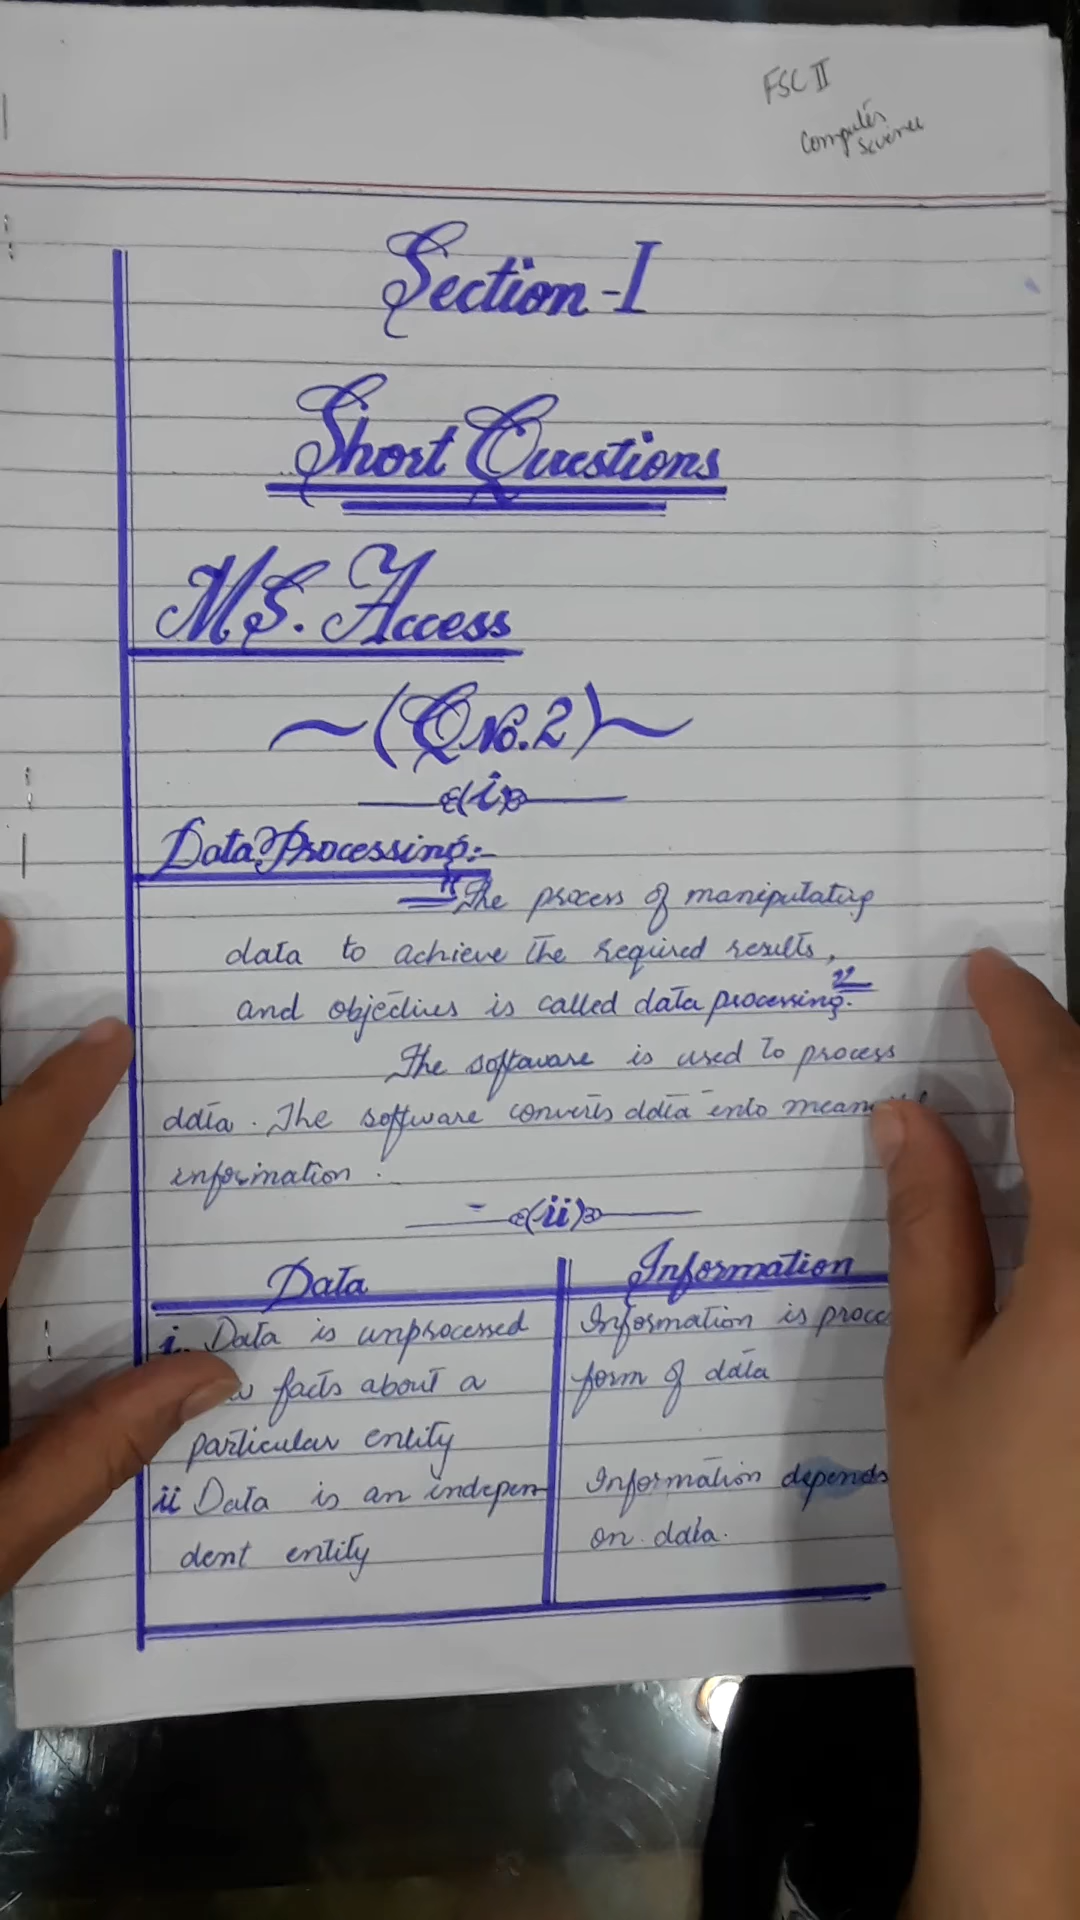 FSC II
Computer
Science
Section - I
Short Questions
MS. Access
~(Q No. 2)~
(i)
Data Processing:-
"The process of manipulating
data to achieve the required results,
and objectives is called data processing."
The software is used to process
data. The software converts data into
information.
(ii)
Data
Information
i. Data is unprocessed
facts about a
particular entity
ii Data is an indepen-
dent entity
Information is
form of data
Information depends
on data.